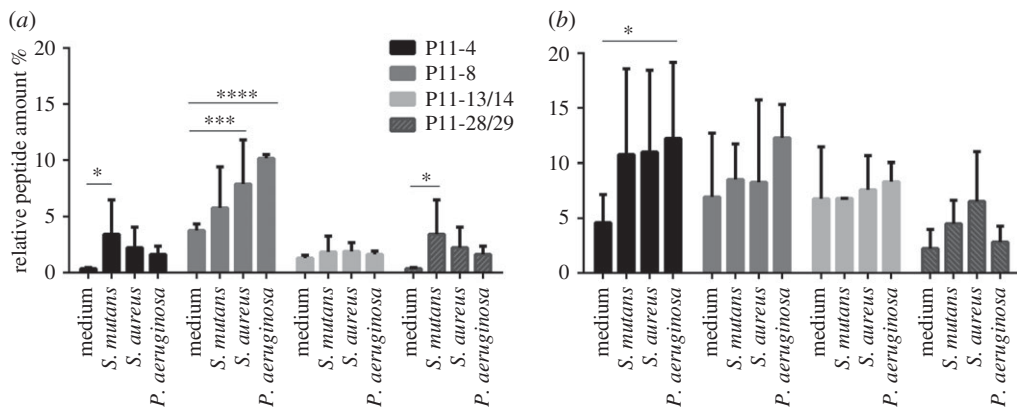 (a)
relative peptide amount %
20
15
10
5
0
*
***
****
*
P11-4
P11-8
P11-13/14
P11-28/29
medium
S. mutans
S. aureus
P. aeruginosa
medium
S. mutans
S. aureus
P. aeruginosa
medium
S. mutans
S. aureus
P. aeruginosa
medium
S. mutans
S. aureus
P. aeruginosa
(b)
20
15
10
5
0
*
medium
S. mutans
S. aureus
P. aeruginosa
medium
S. mutans
S. aureus
P. aeruginosa
medium
S. mutans
S. aureus
P. aeruginosa
medium
S. mutans
S. aureus
P. aeruginosa